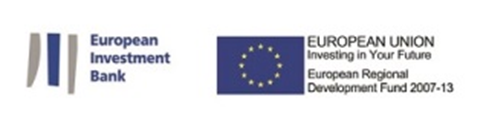 European
Investment
Bank
EUROPEAN UNION
Investing in Your Future
European Regional
Development Fund 2007-13